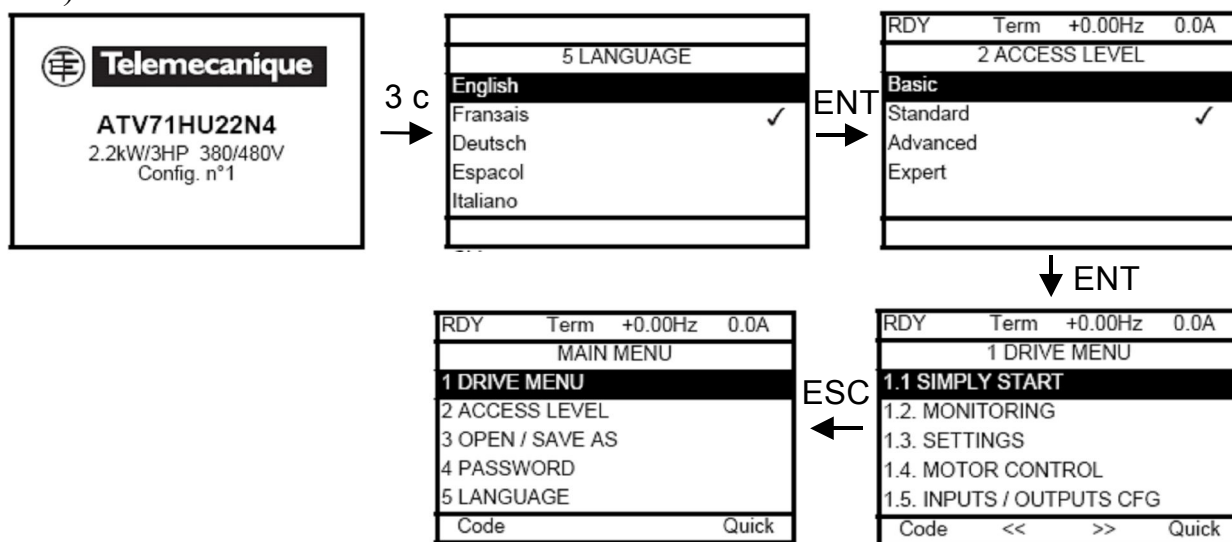 Telemecanique
ATV71HU22N4
2.2kW/3HP 380/480V
Config. n°1
3 c
5 LANGUAGE
English
Franзais
Deutsch
Espacol
Italiano
ENT
RDY Term +0.00Hz 0.0A
2 ACCESS LEVEL
Basic
Standard ✓
Advanced
Expert
ENT
RDY Term +0.00Hz 0.0A
1 DRIVE MENU
1.1 SIMPLY START
1.2. MONITORING
1.3. SETTINGS
1.4. MOTOR CONTROL
1.5. INPUTS / OUTPUTS CFG
Code << >> Quick
ESC
RDY Term +0.00Hz 0.0A
MAIN MENU
1 DRIVE MENU
2 ACCESS LEVEL
3 OPEN / SAVE AS
4 PASSWORD
5 LANGUAGE
Code Quick